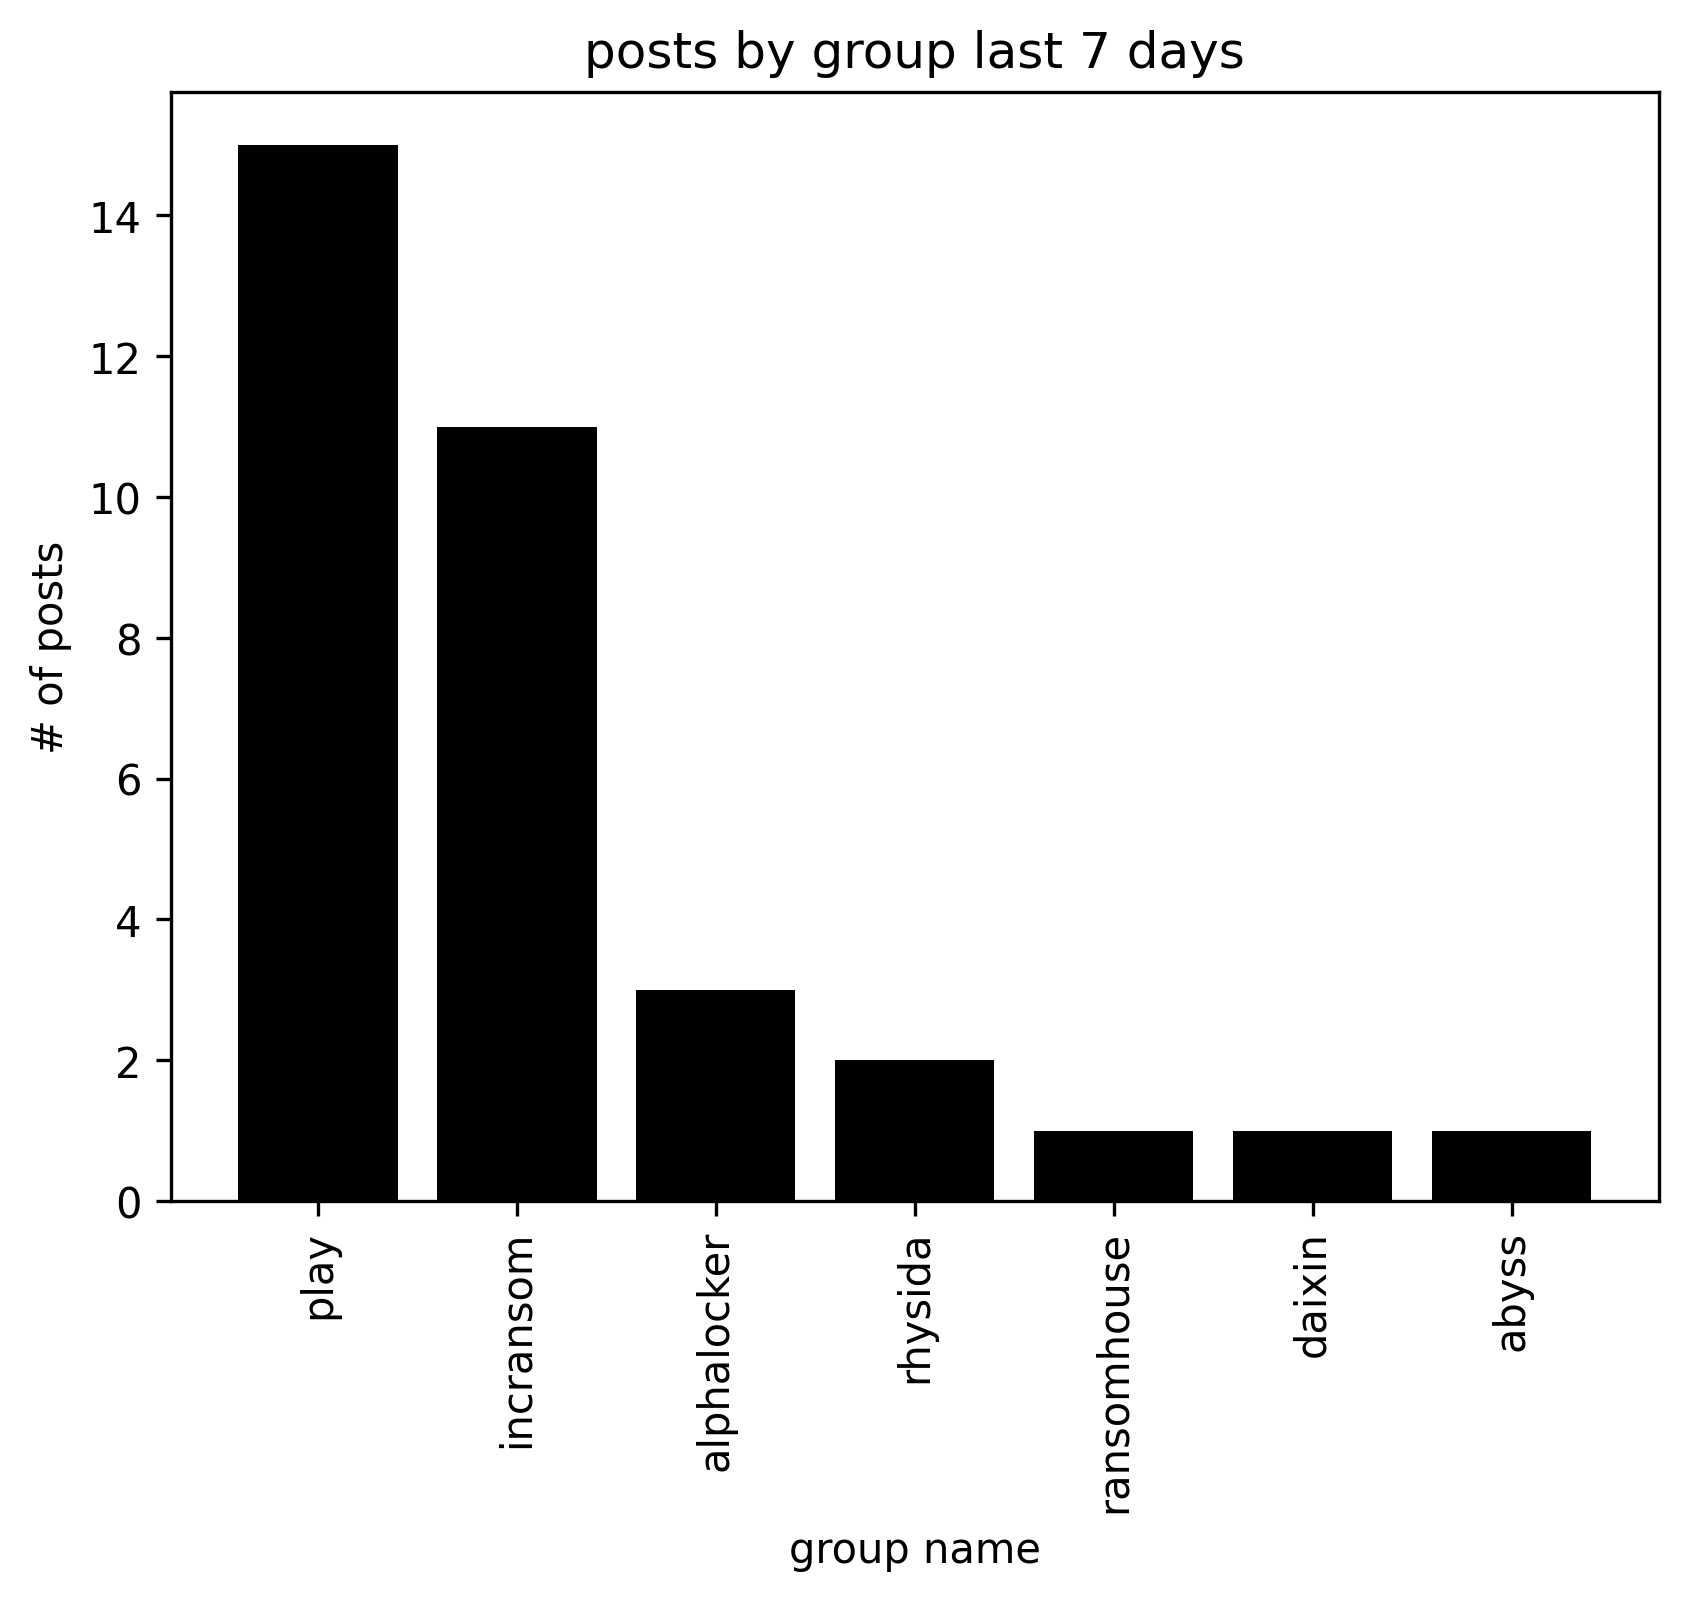 posts by group last 7 days
# of posts
14
12
10
8
6
4
2
0
play
incransom
alphalocker
rhysida
ransomhouse
daixin
abyss
group name